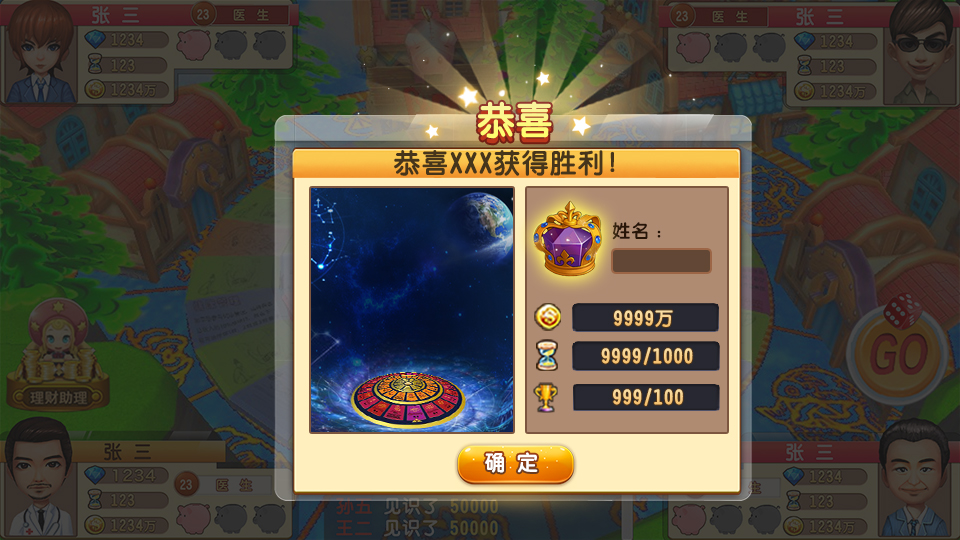 张三
23 医生
1234
123
1234万
23 医生
张三
1234
123
1234万
恭喜
恭喜XXX获得胜利!
姓名：
9999万
9999/1000
999/100
确定
理财助理
GO
张三
1234
23 医生
123
1234万
张三
1234
生
123
1234万
孙五 见识了 50000
王二 见识了 50000